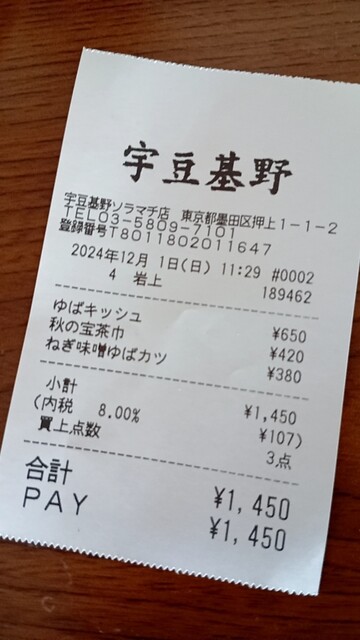 宇豆基野
宇豆基野ソラマチ店 東京都墨田区押上1-1-2
TEL03-5809-7101
登録番号T8011802011647
2024年12月 1日(日) 11:29 #0002
4 岩上 189462
ゆばキッシュ ¥650
秋の宝茶巾 ¥420
ねぎ味噌ゆばカツ ¥380
小計 ¥1,450
(内税 8.00% ¥107)
買上点数 3点
合計 ¥1,450
PAY ¥1,450